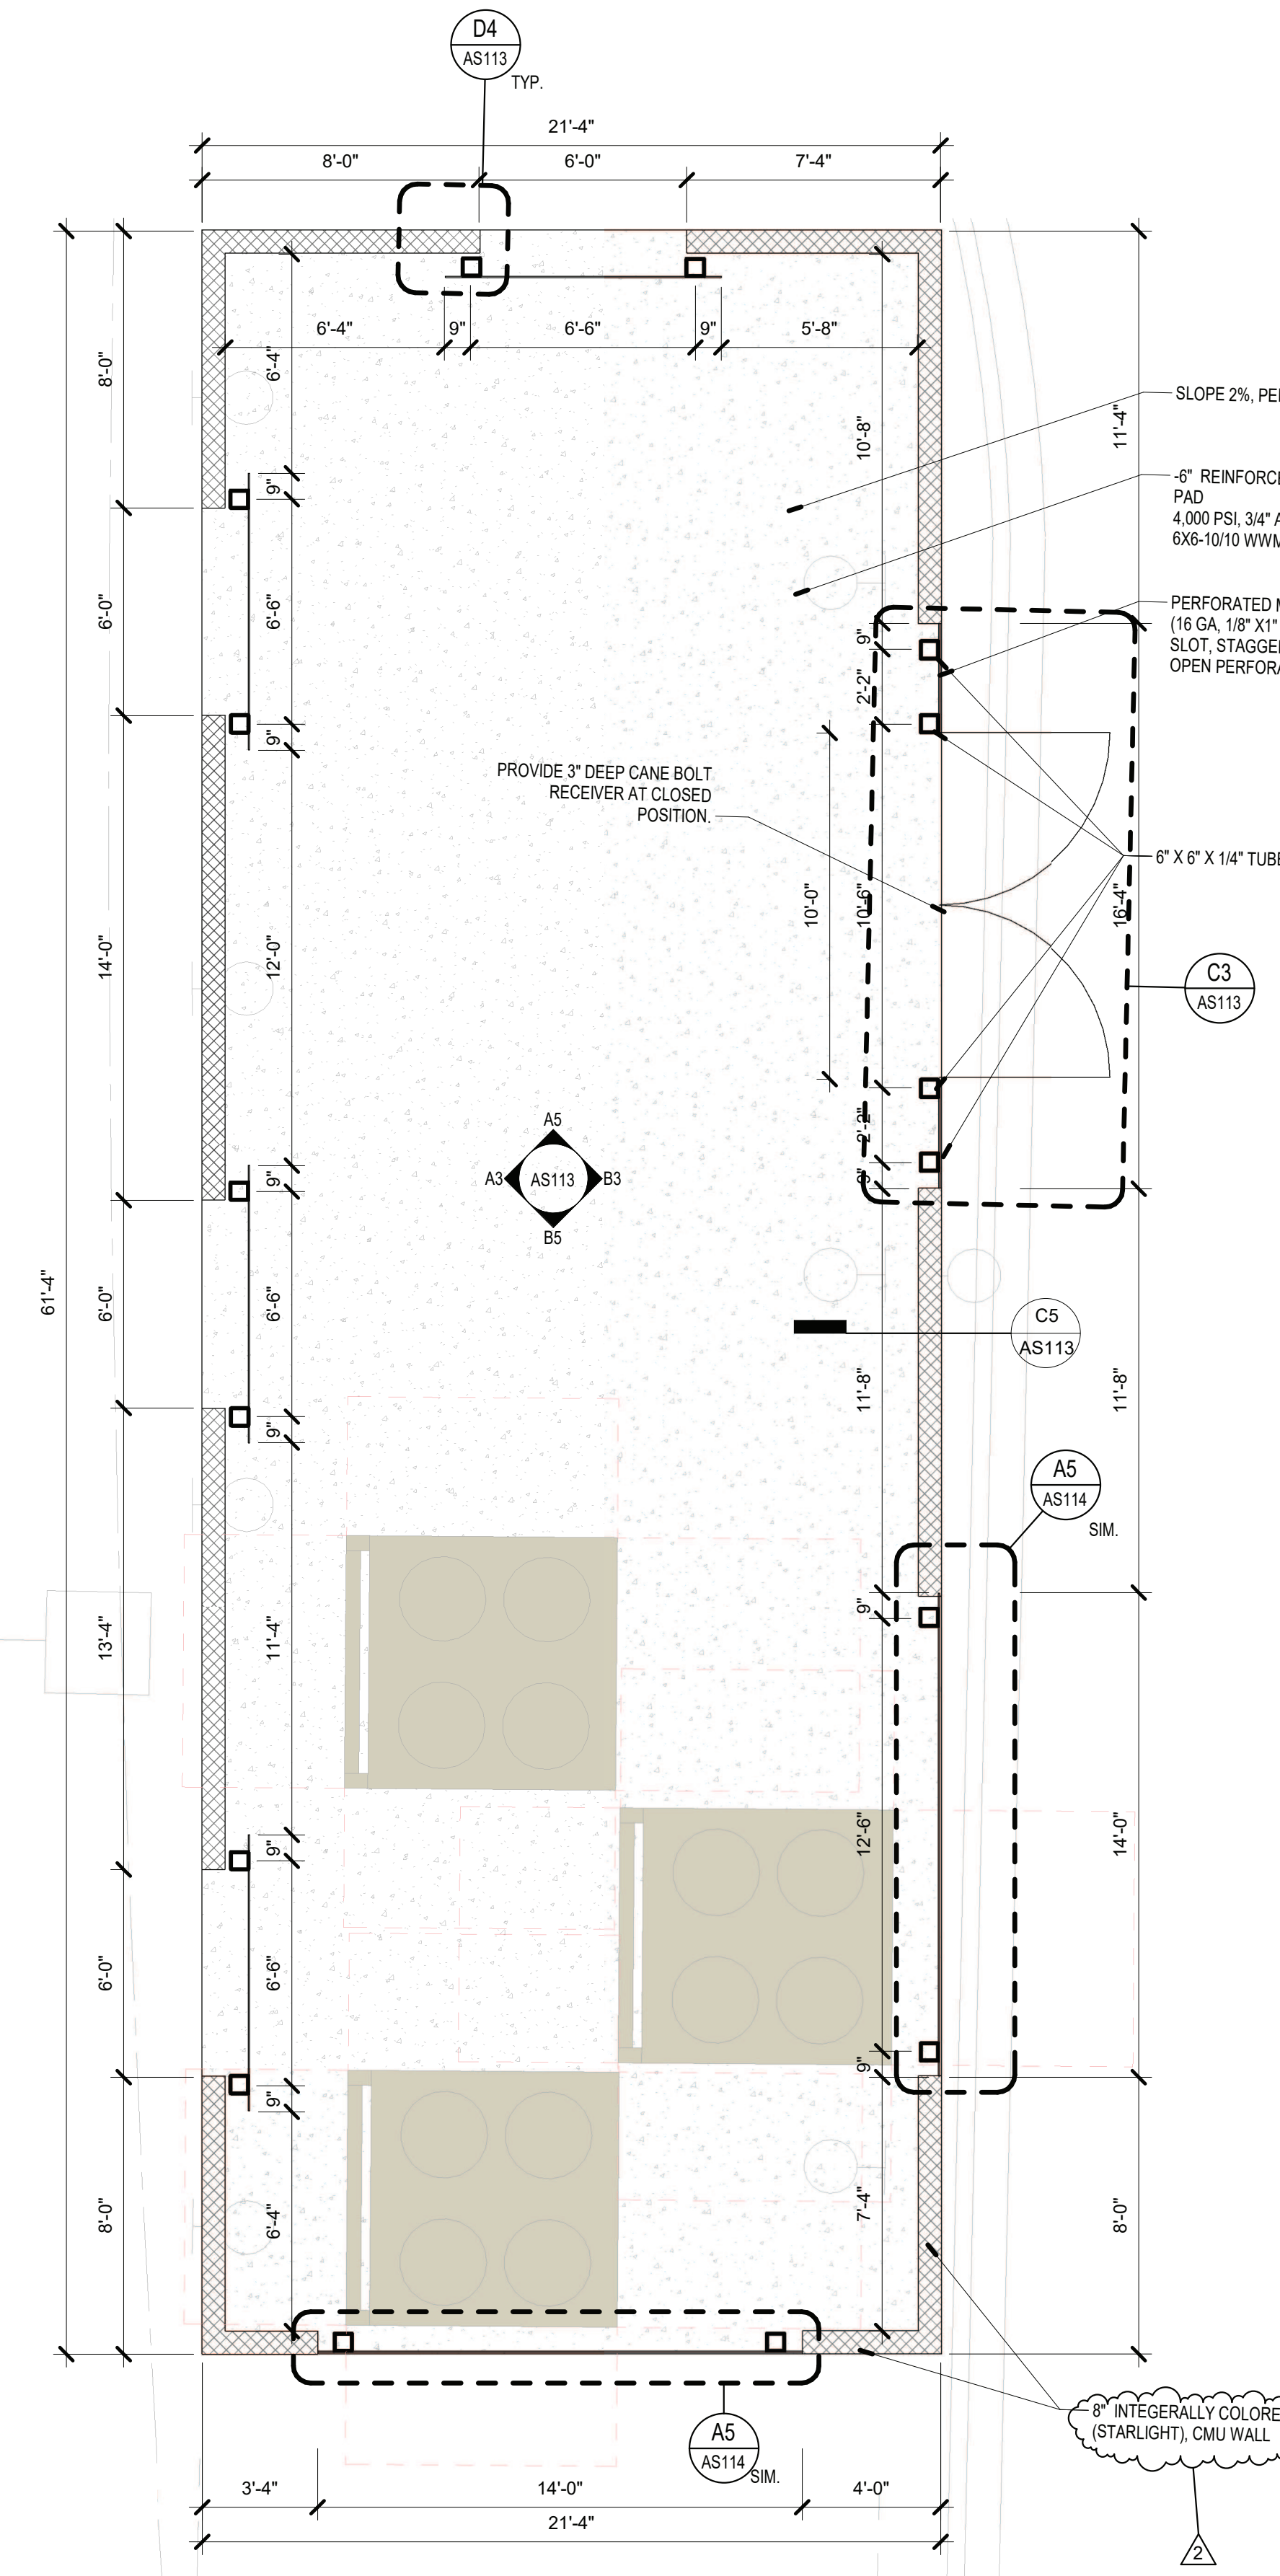 D4
AS113
TYP.
21'-4"
8'-0"
6'-0"
7'-4"
6'-4"
9"
6'-6"
9"
5'-8"
8'-0"
6'-4"
10'-8"
11'-4"
SLOPE 2%,
-6" REINFORCE
PAD
4,000 PSI, 3/4"
6X6-10/10 WWM
9"
6'-0"
6'-6"
9"
PERFORATED
(16 GA, 1/8" X1"
SLOT,
OPEN
9"
2'-2"
PROVIDE 3" DEEP CANE BOLT
RECEIVER AT CLOSED
POSITION.
6" X 6" X 1/4"
14'-0"
12'-0"
10'-0"
10'-6"
16'-4"
C3
AS113
2'-2"
9"
A5
A3
AS113
B3
B5
9"
61'-4"
6'-0"
6'-6"
9"
C5
AS113
11'-8"
11'-8"
A5
AS114
SIM.
9"
13'-4"
11'-4"
9"
12'-6"
14'-0"
6'-0"
6'-6"
9"
9"
8'-0"
6'-4"
7'-4"
8'-0"
A5
AS114
SIM.
8" INTEGERALLY COLORE
(STARLIGHT), CMU WALL
3'-4"
14'-0"
4'-0"
21'-4"
2